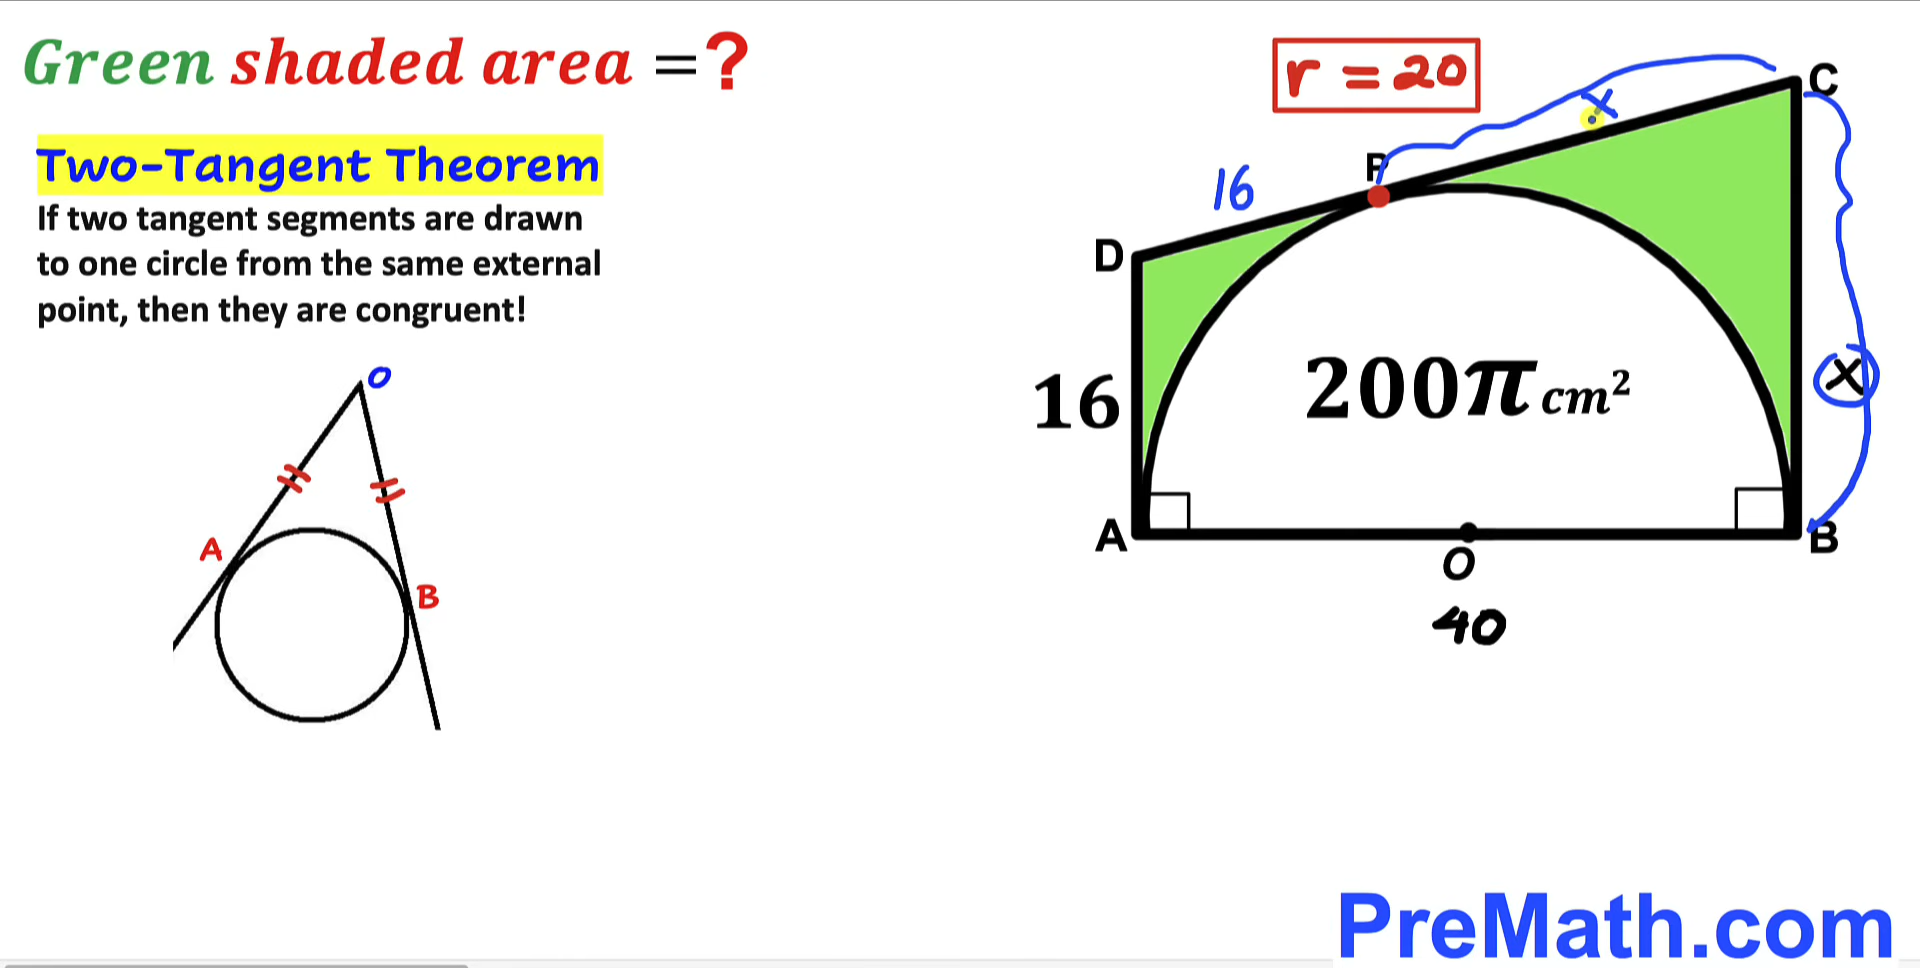 Green shaded area =?
Two-Tangent Theorem
If two tangent segments are drawn
to one circle from the same external
point, then they are congruent!
O
A
B
r = 20
C
x
P
16
D
16
200π cm²
x
A
O
B
40
PreMath.com